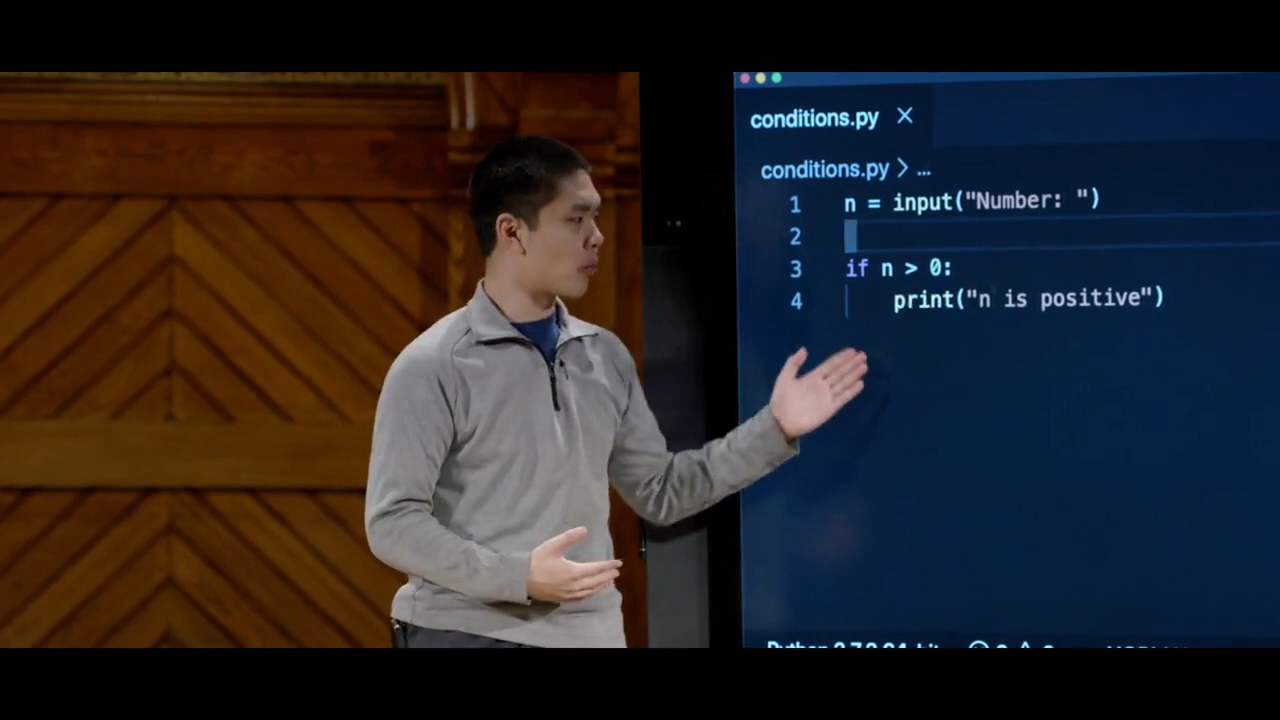 conditions.py ×
conditions.py > ...
1 n = input("Number: ")
2
3 if n > 0:
4 print("n is positive")